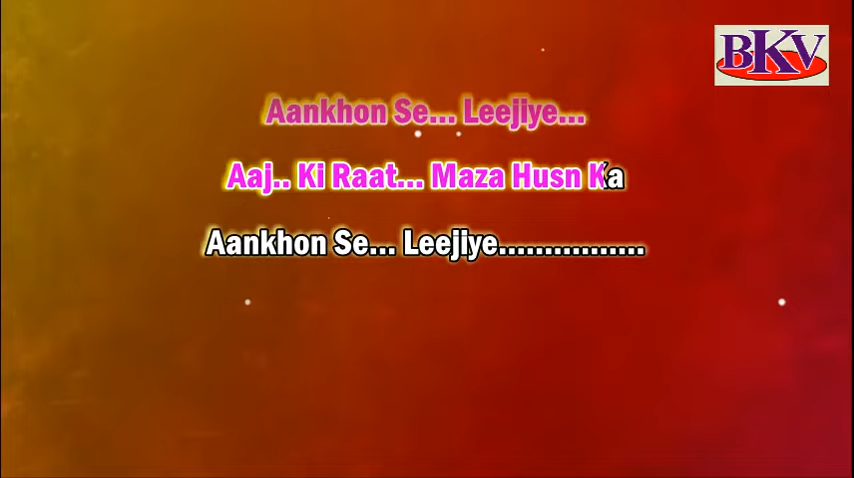 BKV
Aankhon Se... Leejiye...
Aaj.. Ki Raat... Maza Husn Ka
Aankhon Se... Leejiye................